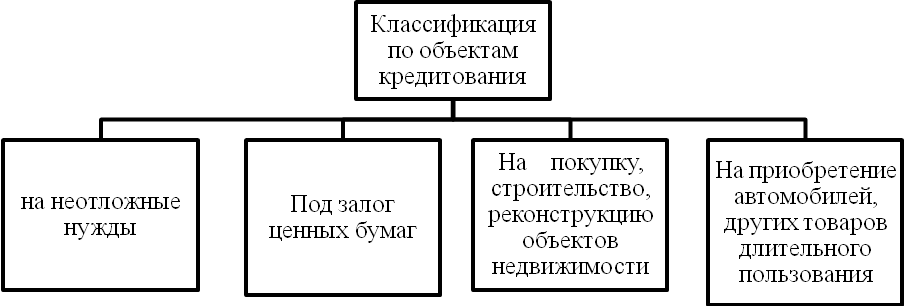 Классификация
по объектам
кредитования
на неотложные
нужды
Под залог
ценных бумаг
На покупку,
строительство,
реконструкцию
объектов
недвижимости
На приобретение
автомобилей,
других товаров
длительного
пользования